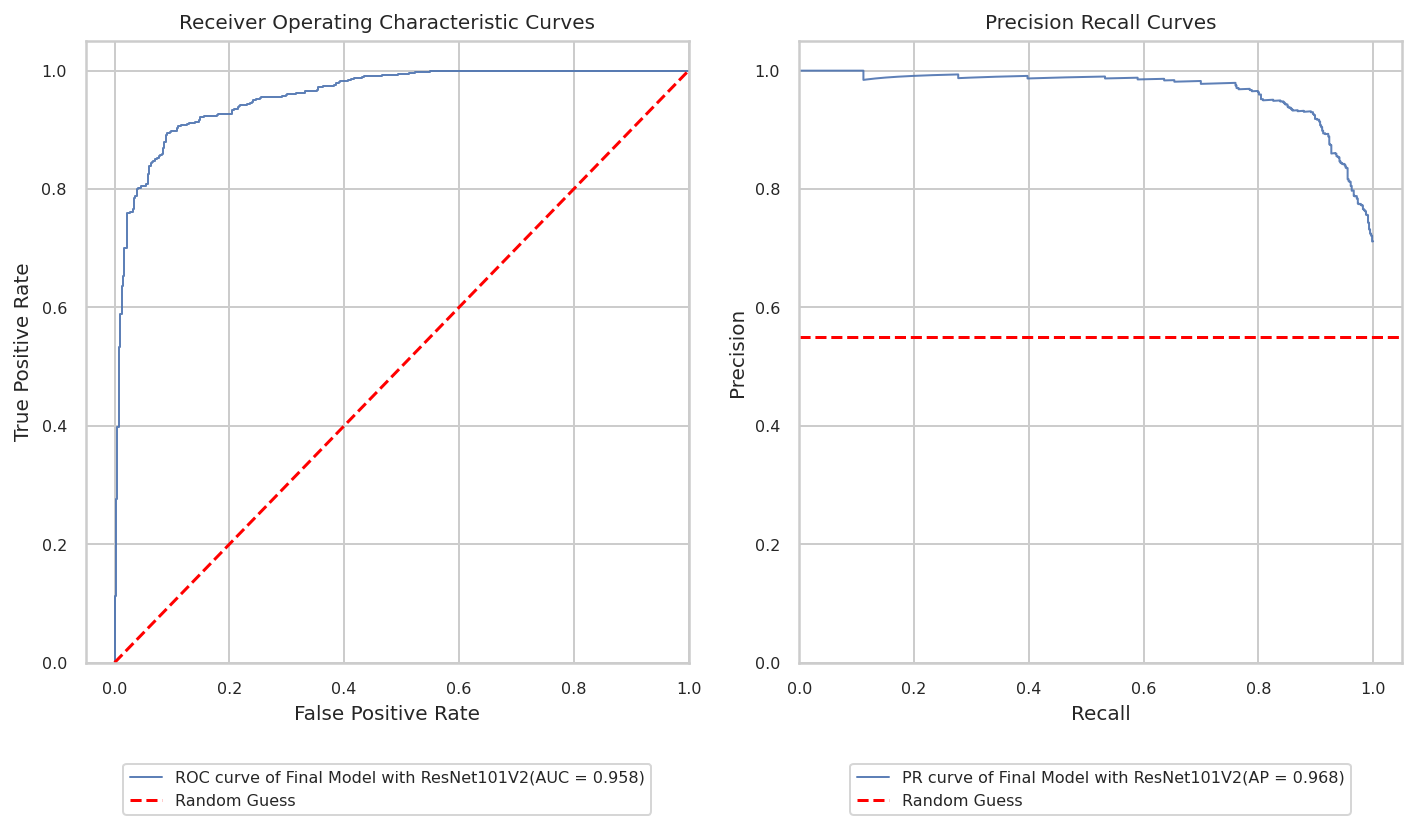 Receiver Operating Characteristic Curves
1.0
0.8
0.6
0.4
0.2
0.0
True Positive Rate
0.0 0.2 0.4 0.6 0.8 1.0
False Positive Rate
ROC curve of Final Model with ResNet101V2(AUC = 0.958)
Random Guess
Precision Recall Curves
1.0
0.8
0.6
0.4
0.2
0.0
Precision
0.0 0.2 0.4 0.6 0.8 1.0
Recall
PR curve of Final Model with ResNet101V2(AP = 0.968)
Random Guess